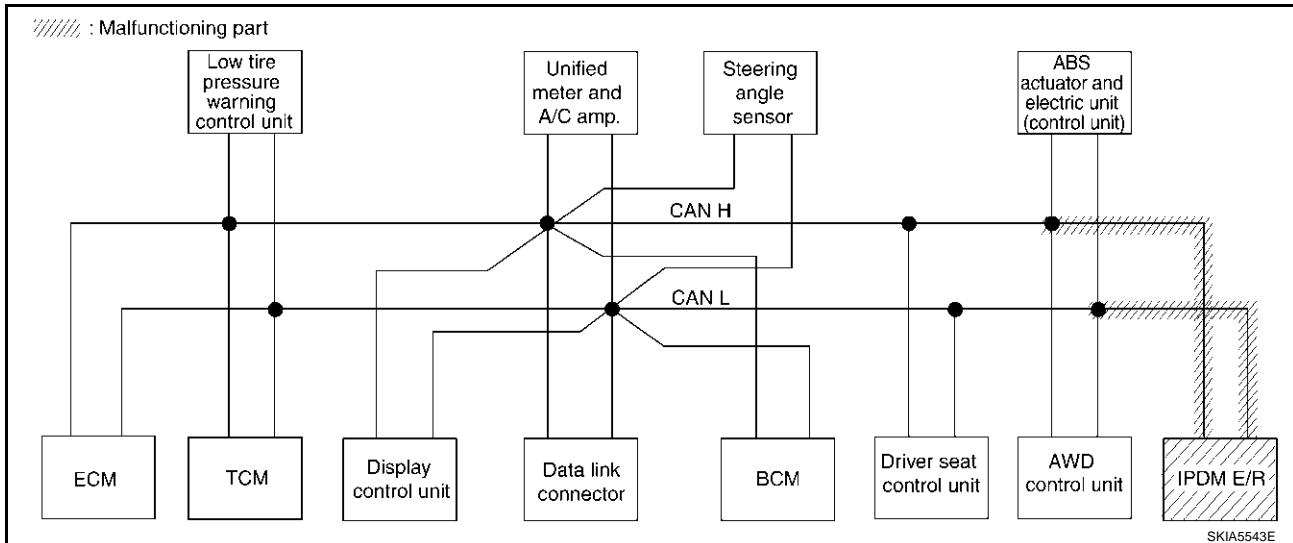 : Malfunctioning part
Low tire
pressure
warning
control unit
Unified
meter and
A/C amp.
Steering
angle
sensor
ABS
actuator and
electric unit
(control unit)
CAN H
CAN L
ECM
TCM
Display
control unit
Data link
connector
BCM
Driver seat
control unit
AWD
control unit
IPDM E/R
SKIA5543E